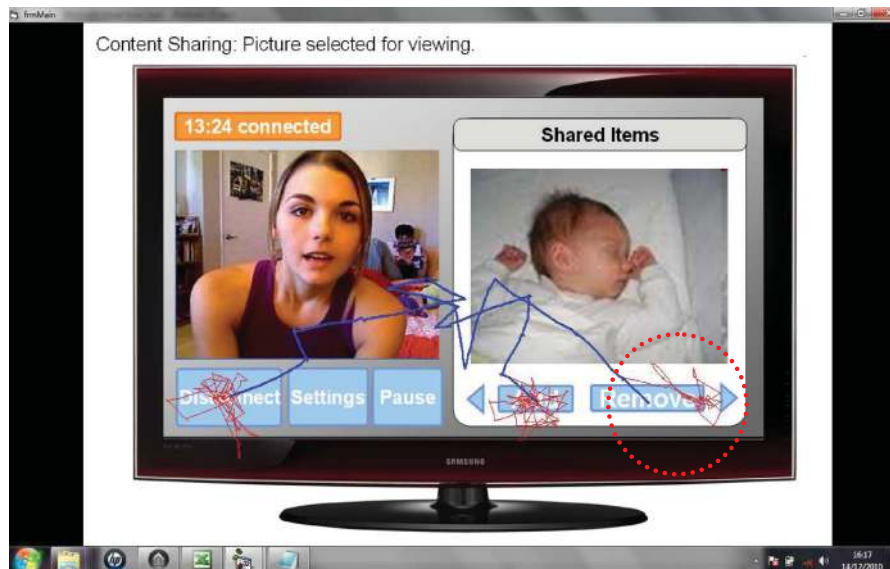 frmMain
Content Sharing: Picture selected for viewing.
13:24 connected
Shared Items
Disconnect
Settings
Pause
Remove
SAMSUNG
16:17
14/12/2010